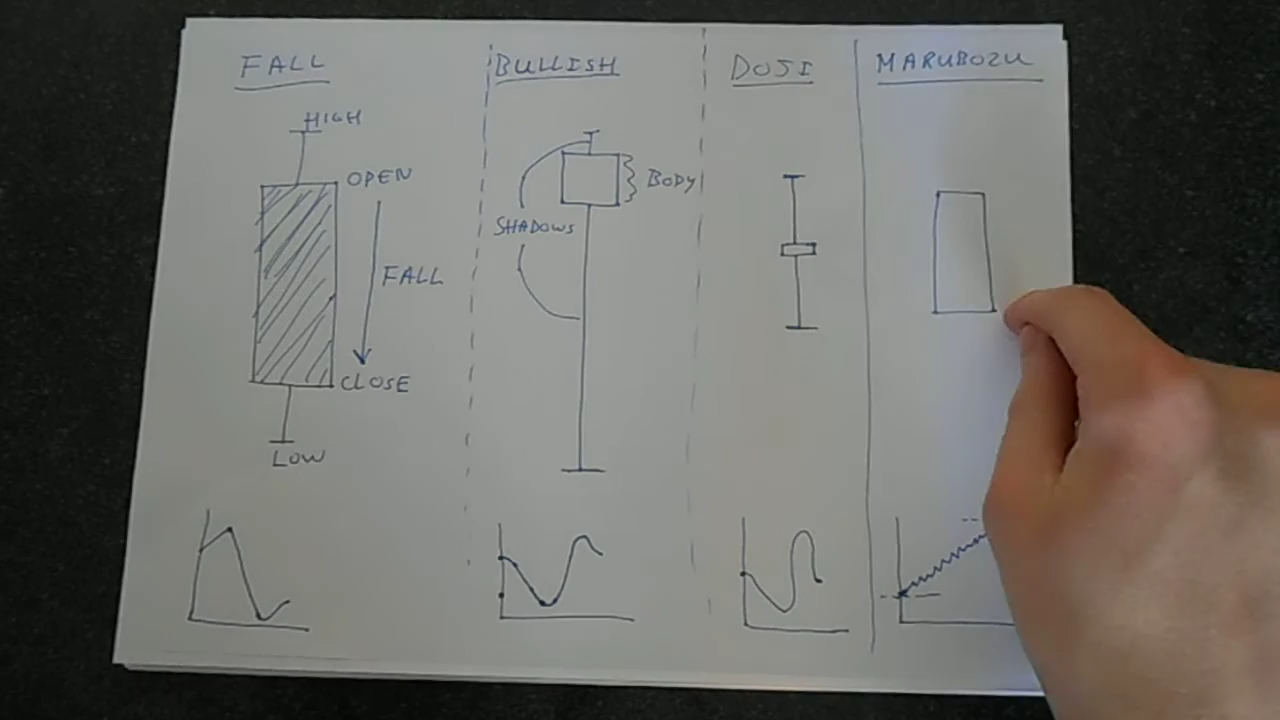 FALL
HIGH
OPEN
FALL
CLOSE
LOW
BULLISH
BODY
SHADOWS
DOJI
MARUBOZU